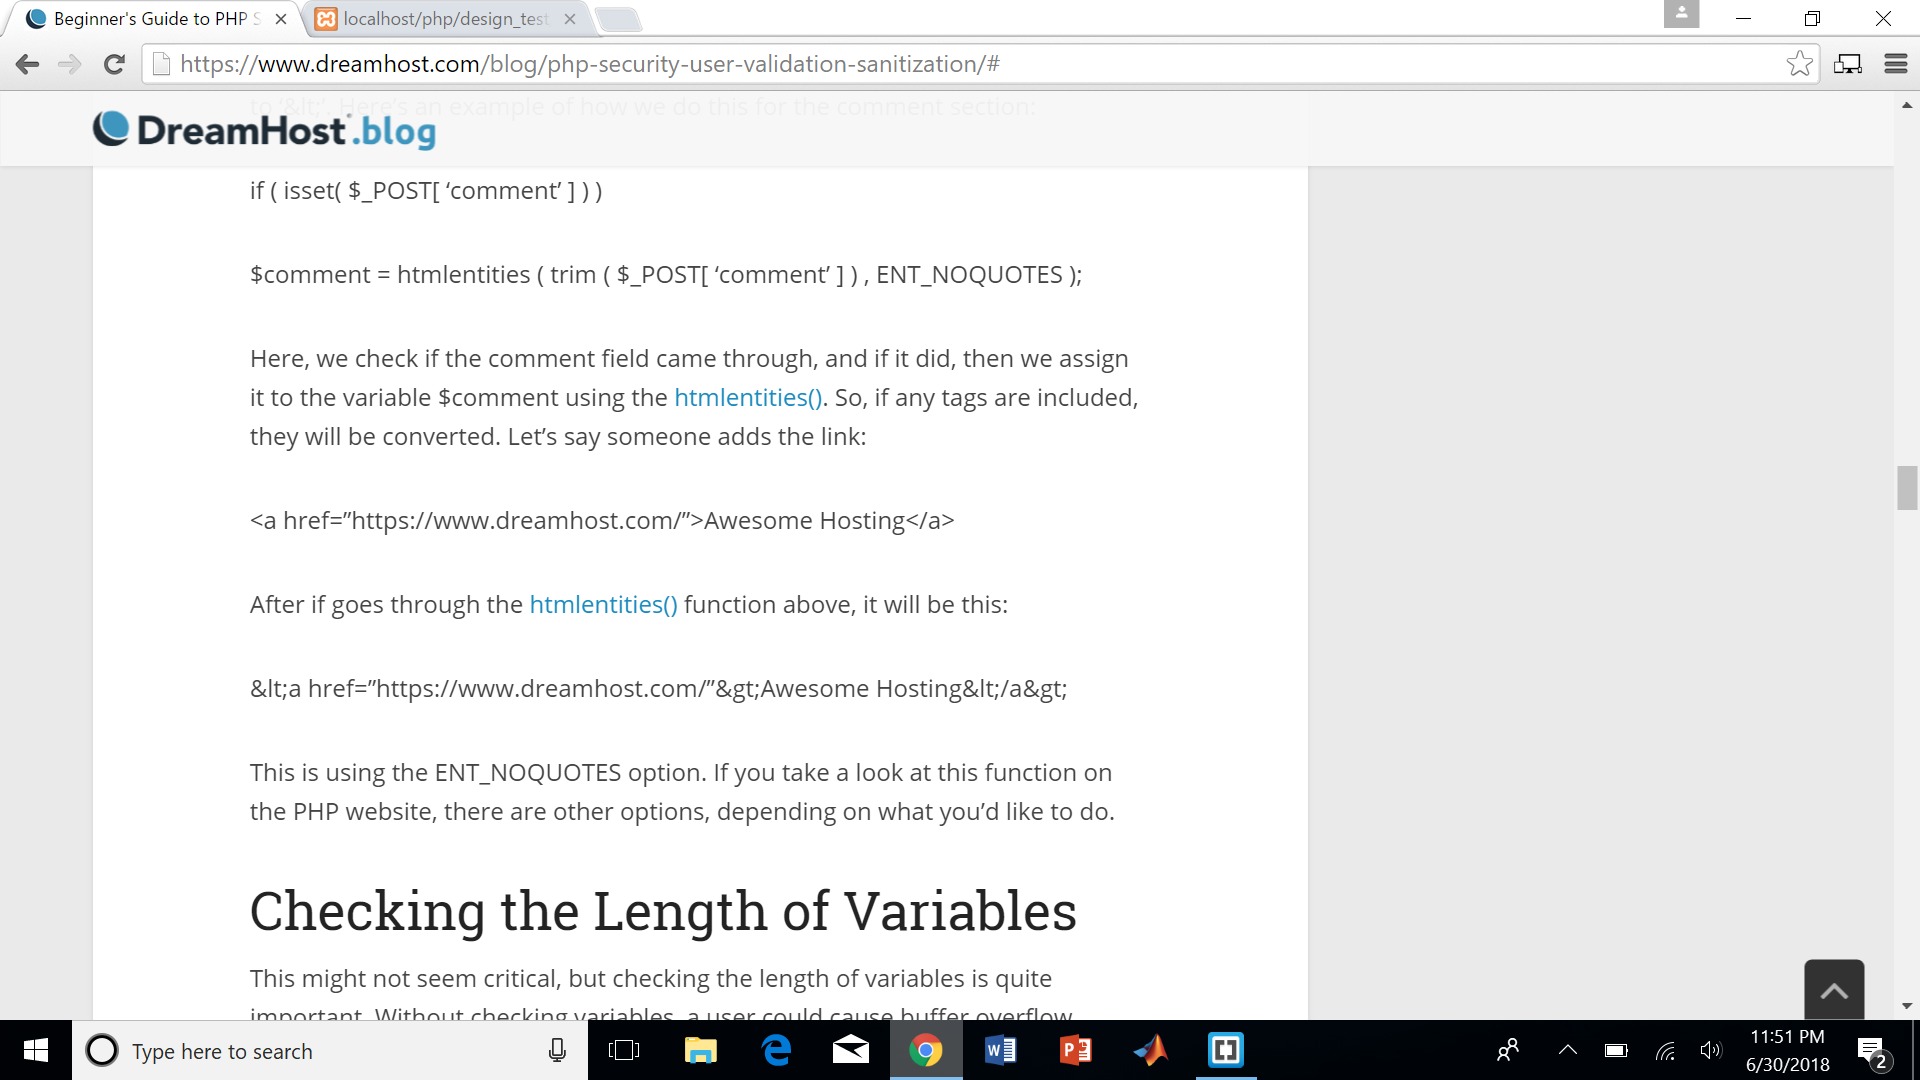 Beginner's Guide to PHP S
localhost/php/design_test
https://www.dreamhost.com/blog/php-security-user-validation-sanitization/#
to ‘&lt;’. Here’s an example of how we do this for the comment section:
DreamHost.blog
if ( isset( $_POST[ ‘comment’ ] ) )
$comment = htmlentities ( trim ( $_POST[ ‘comment’ ] ) , ENT_NOQUOTES );
Here, we check if the comment field came through, and if it did, then we assign
it to the variable $comment using the htmlentities(). So, if any tags are included,
they will be converted. Let’s say someone adds the link:
<a href=”https://www.dreamhost.com/”>Awesome Hosting</a>
After if goes through the htmlentities() function above, it will be this:
&lt;a href=”https://www.dreamhost.com/”&gt;Awesome Hosting&lt;/a&gt;
This is using the ENT_NOQUOTES option. If you take a look at this function on
the PHP website, there are other options, depending on what you’d like to do.
Checking the Length of Variables
This might not seem critical, but checking the length of variables is quite
important. Without checking variables, a user could cause buffer overflow
Type here to search
11:51 PM
6/30/2018
2